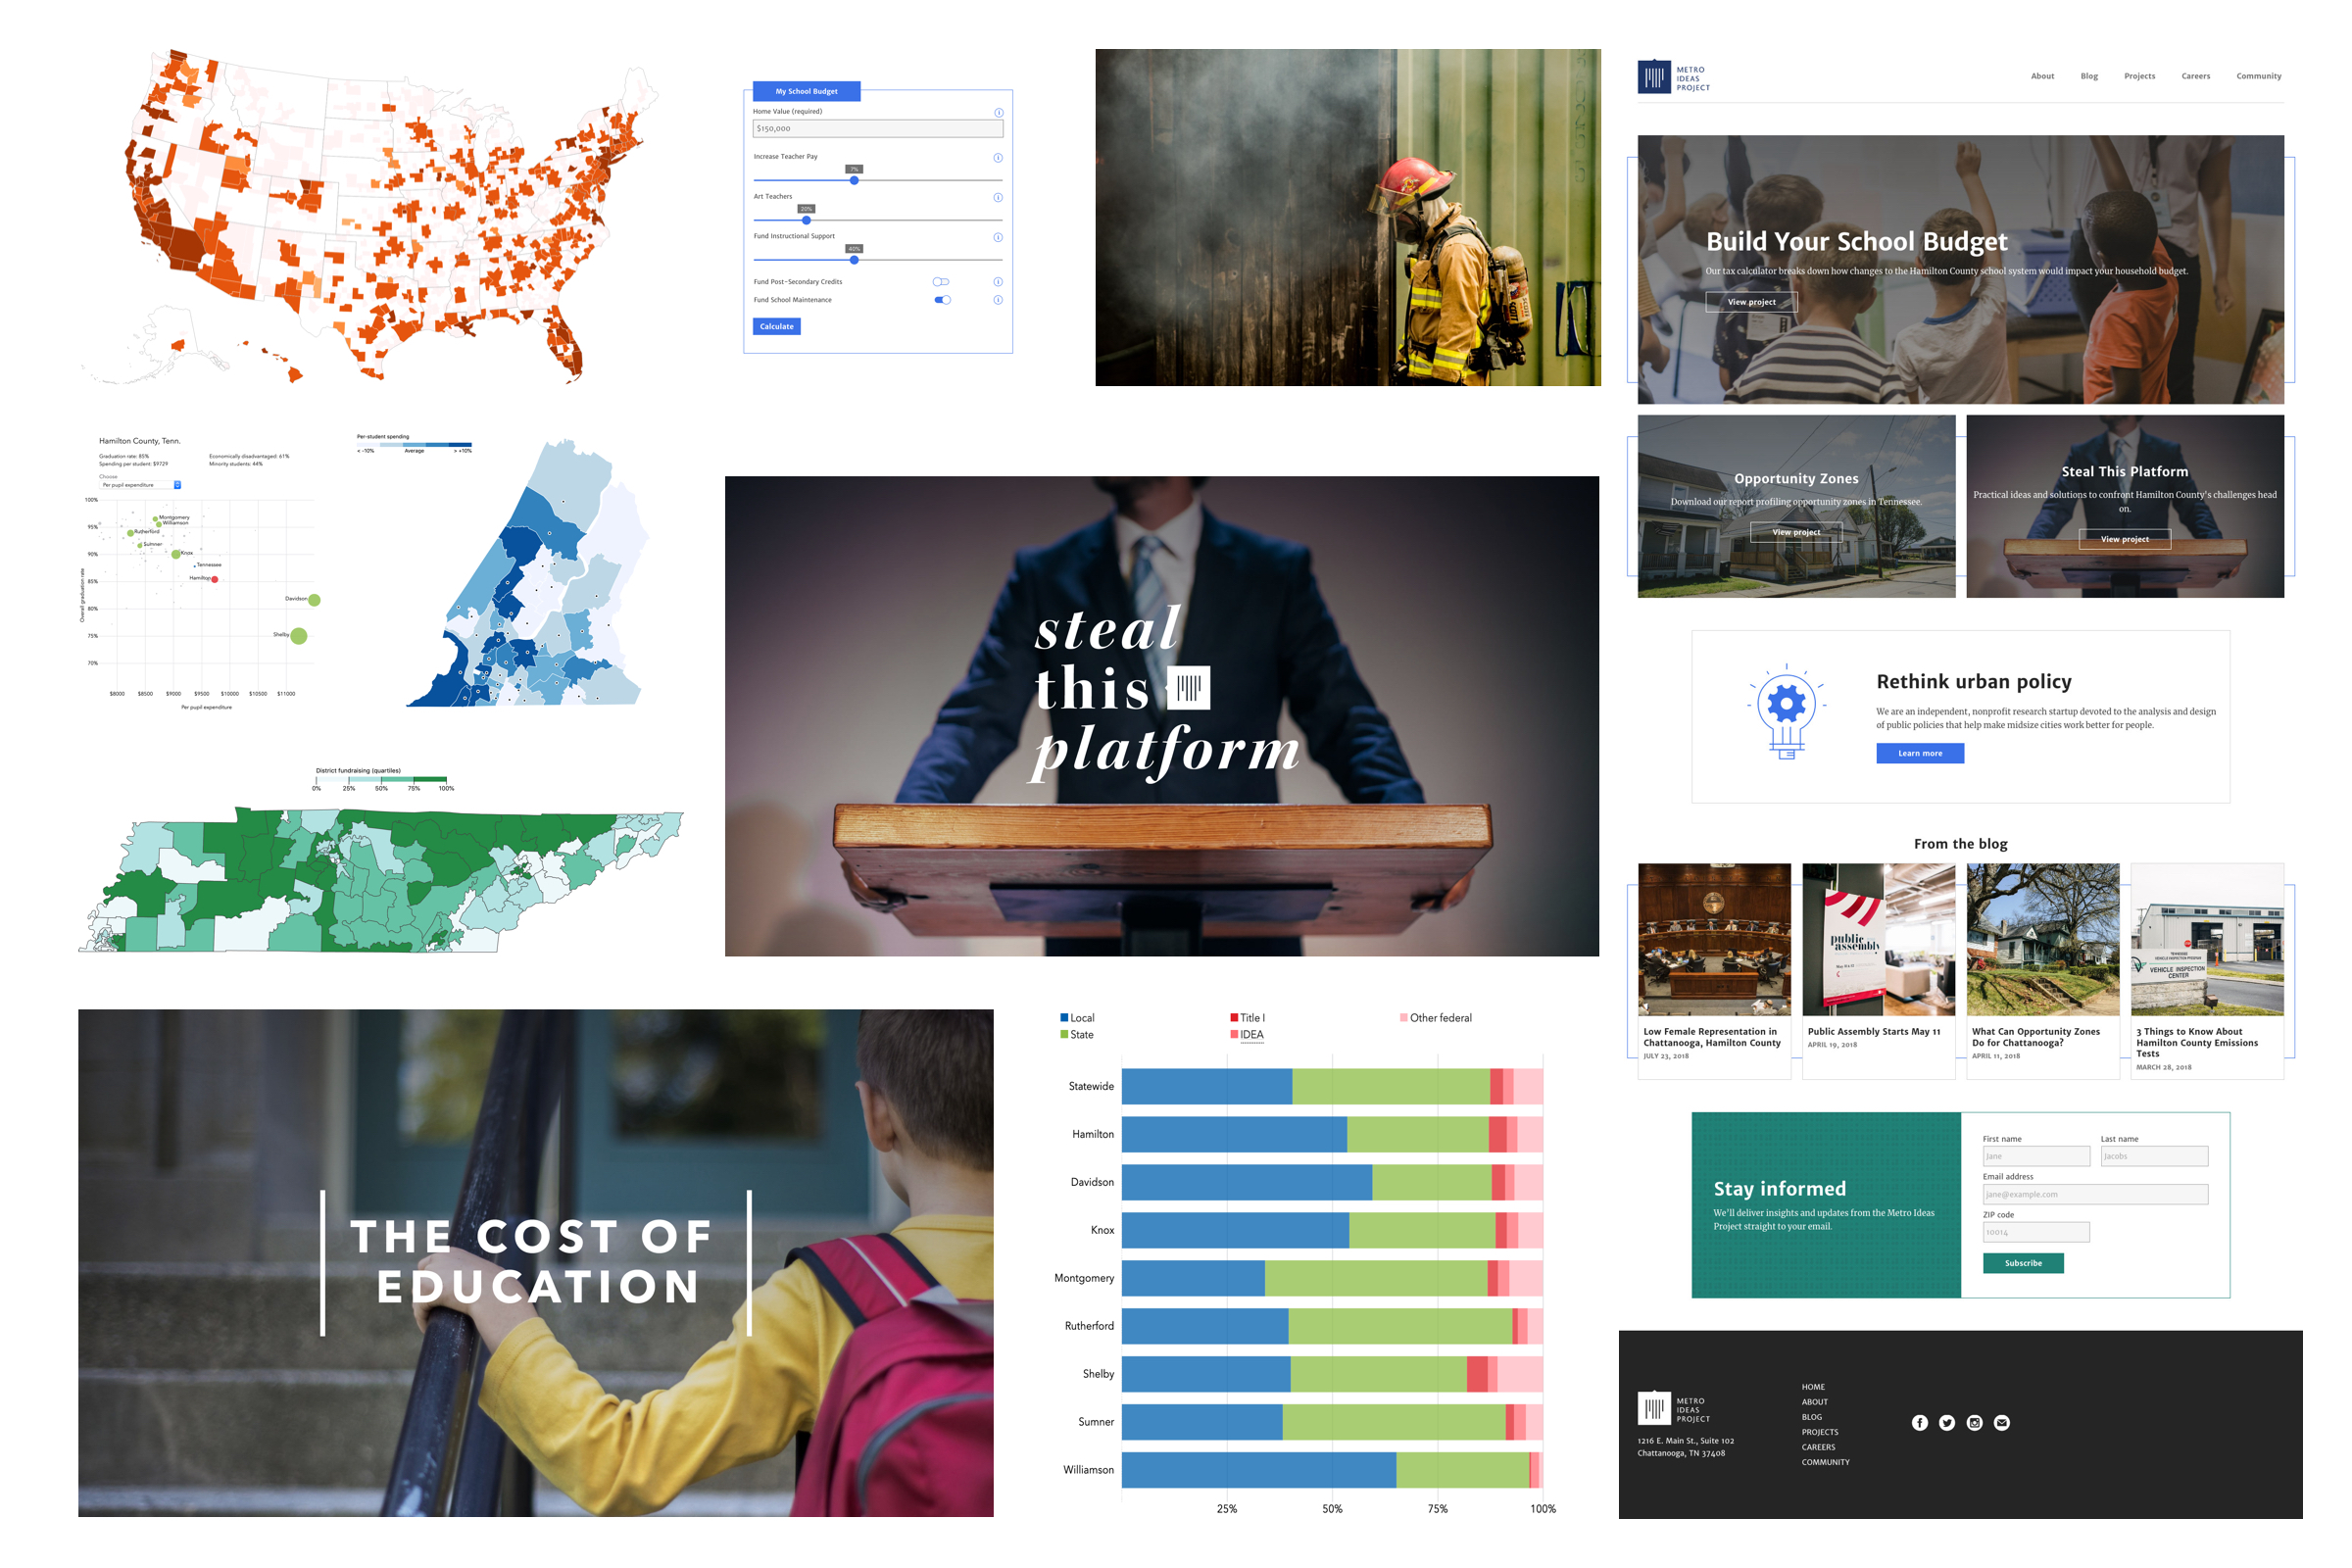 My School Budget
Home Value (required)
$150,000
Increase Teacher Pay
Art Teachers
20%
Fund Instructional Support
40%
Fund Post-Secondary Credits
Fund School Maintenance
Calculate
Hamilton County, Tenn.
Graduation rate: 85%
Economically disadvantaged: 61%
Spending per student: $9729
Minority students: 44%
Choose
Per pupil expenditure
100%
95%
90%
85%
80%
75%
70%
Overall graduation rate
Montgomery
Williamson
Rutherford
Sumner
Knox
Tennessee
Hamilton
Davidson
Shelby
$8000 $8500 $9000 $9500 $10000 $10500 $11000
Per pupil expenditure
Per-student spending
< -10% Average > +10%
District fundraising (quartiles)
0% 25% 50% 75% 100%
steal
this
platform
THE COST OF
EDUCATION
Local
Title I
Other federal
State
IDEA
Statewide
Hamilton
Davidson
Knox
Montgomery
Rutherford
Shelby
Sumner
Williamson
25% 50% 75% 100%
METRO
IDEAS
PROJECT
About Blog Projects Careers Community
Build Your School Budget
Our tax calculator breaks down how changes to the Hamilton County school system would impact your household budget.
View project
Opportunity Zones
Download our report profiling opportunity zones in Tennessee.
View project
Steal This Platform
Practical ideas and solutions to confront Hamilton County's challenges head
on.
View project
Rethink urban policy
We are an independent, nonprofit research startup devoted to the analysis and design
of public policies that help make midsize cities work better for people.
Learn more
From the blog
public
assembly
VEHICLE INSPECTION
CENTER
Low Female Representation in
Chattanooga, Hamilton County
JULY 23, 2018
Public Assembly Starts May 11
APRIL 19, 2018
What Can Opportunity Zones
Do for Chattanooga?
APRIL 11, 2018
3 Things to Know About
Hamilton County Emissions
Tests
MARCH 28, 2018
Stay informed
We'll deliver insights and updates from the Metro Ideas
Project straight to your email.
First name
Last name
Jane
Jacobs
Email address
jane@example.com
ZIP code
10014
Subscribe
METRO
IDEAS
PROJECT
1216 E. Main St., Suite 102
Chattanooga, TN 37408
HOME
ABOUT
BLOG
PROJECTS
CAREERS
COMMUNITY